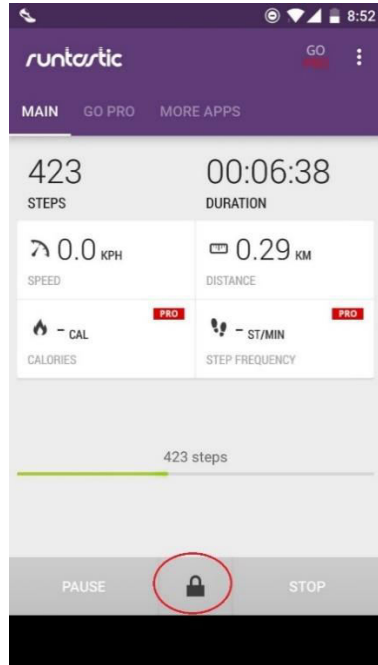 8:52
runtastic
GO
PRO
MAIN GO PRO MORE APPS
423 00:06:38
STEPS DURATION
0.0 KPH 0.29 KM
SPEED DISTANCE
PRO PRO
- CAL - ST/MIN
CALORIES STEP FREQUENCY
423 steps
PAUSE STOP